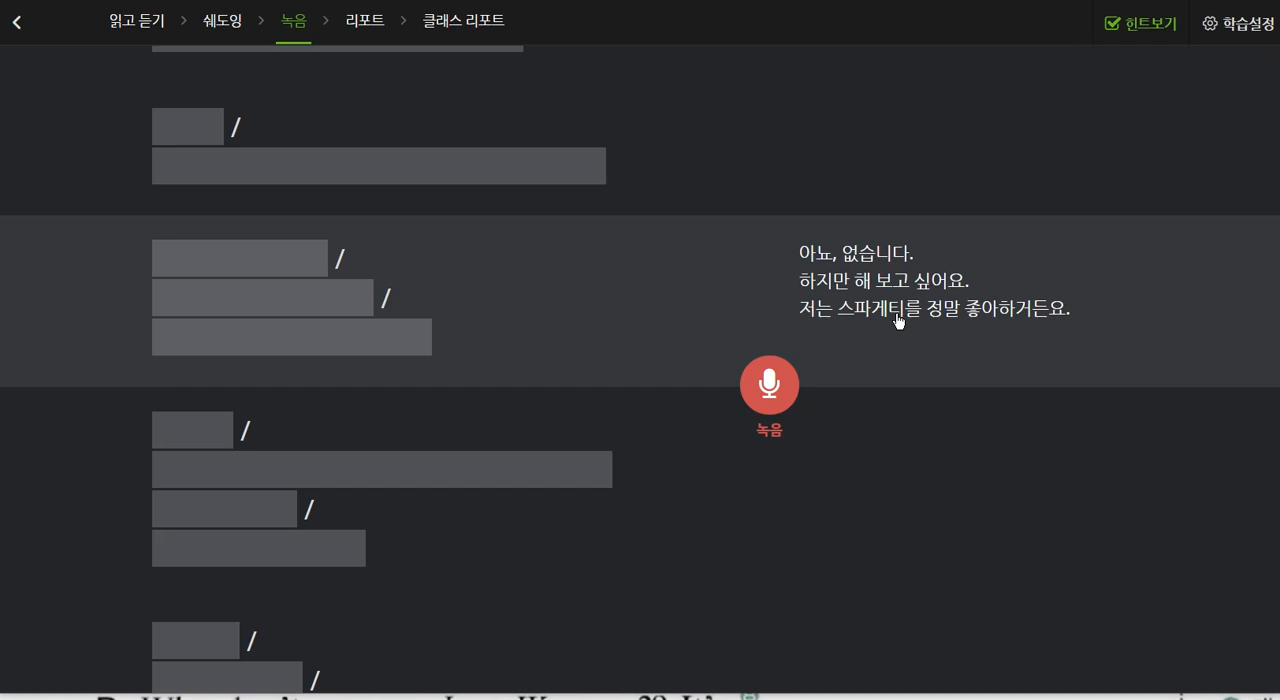 읽고 듣기 > 쉐도잉 > 녹음 > 리포트 > 클래스 리포트
힌트보기
학습설정
/
/
아뇨, 없습니다.
/
하지만 해 보고 싶어요.
저는 스파게티를 정말 좋아하거든요.
녹음
/
/
/
/